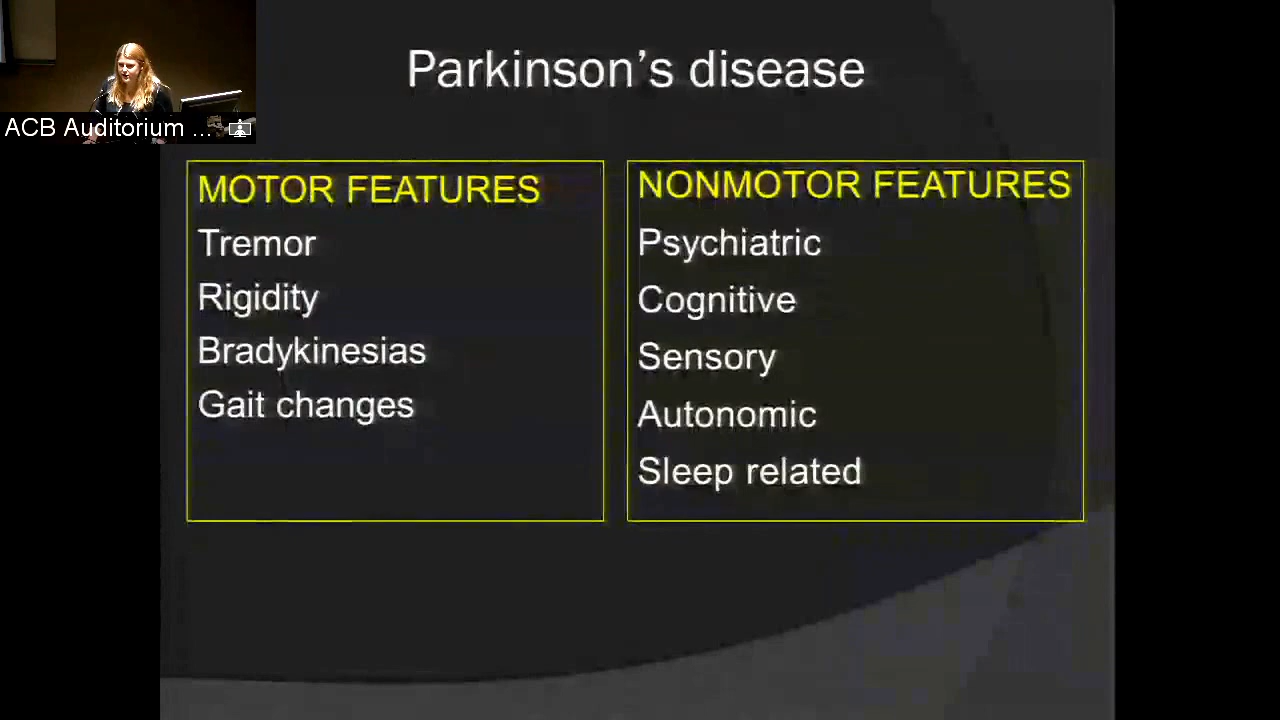 Parkinson's disease
ACB Auditorium ...
MOTOR FEATURES
Tremor
Rigidity
Bradykinesias
Gait changes
NONMOTOR FEATURES
Psychiatric
Cognitive
Sensory
Autonomic
Sleep related